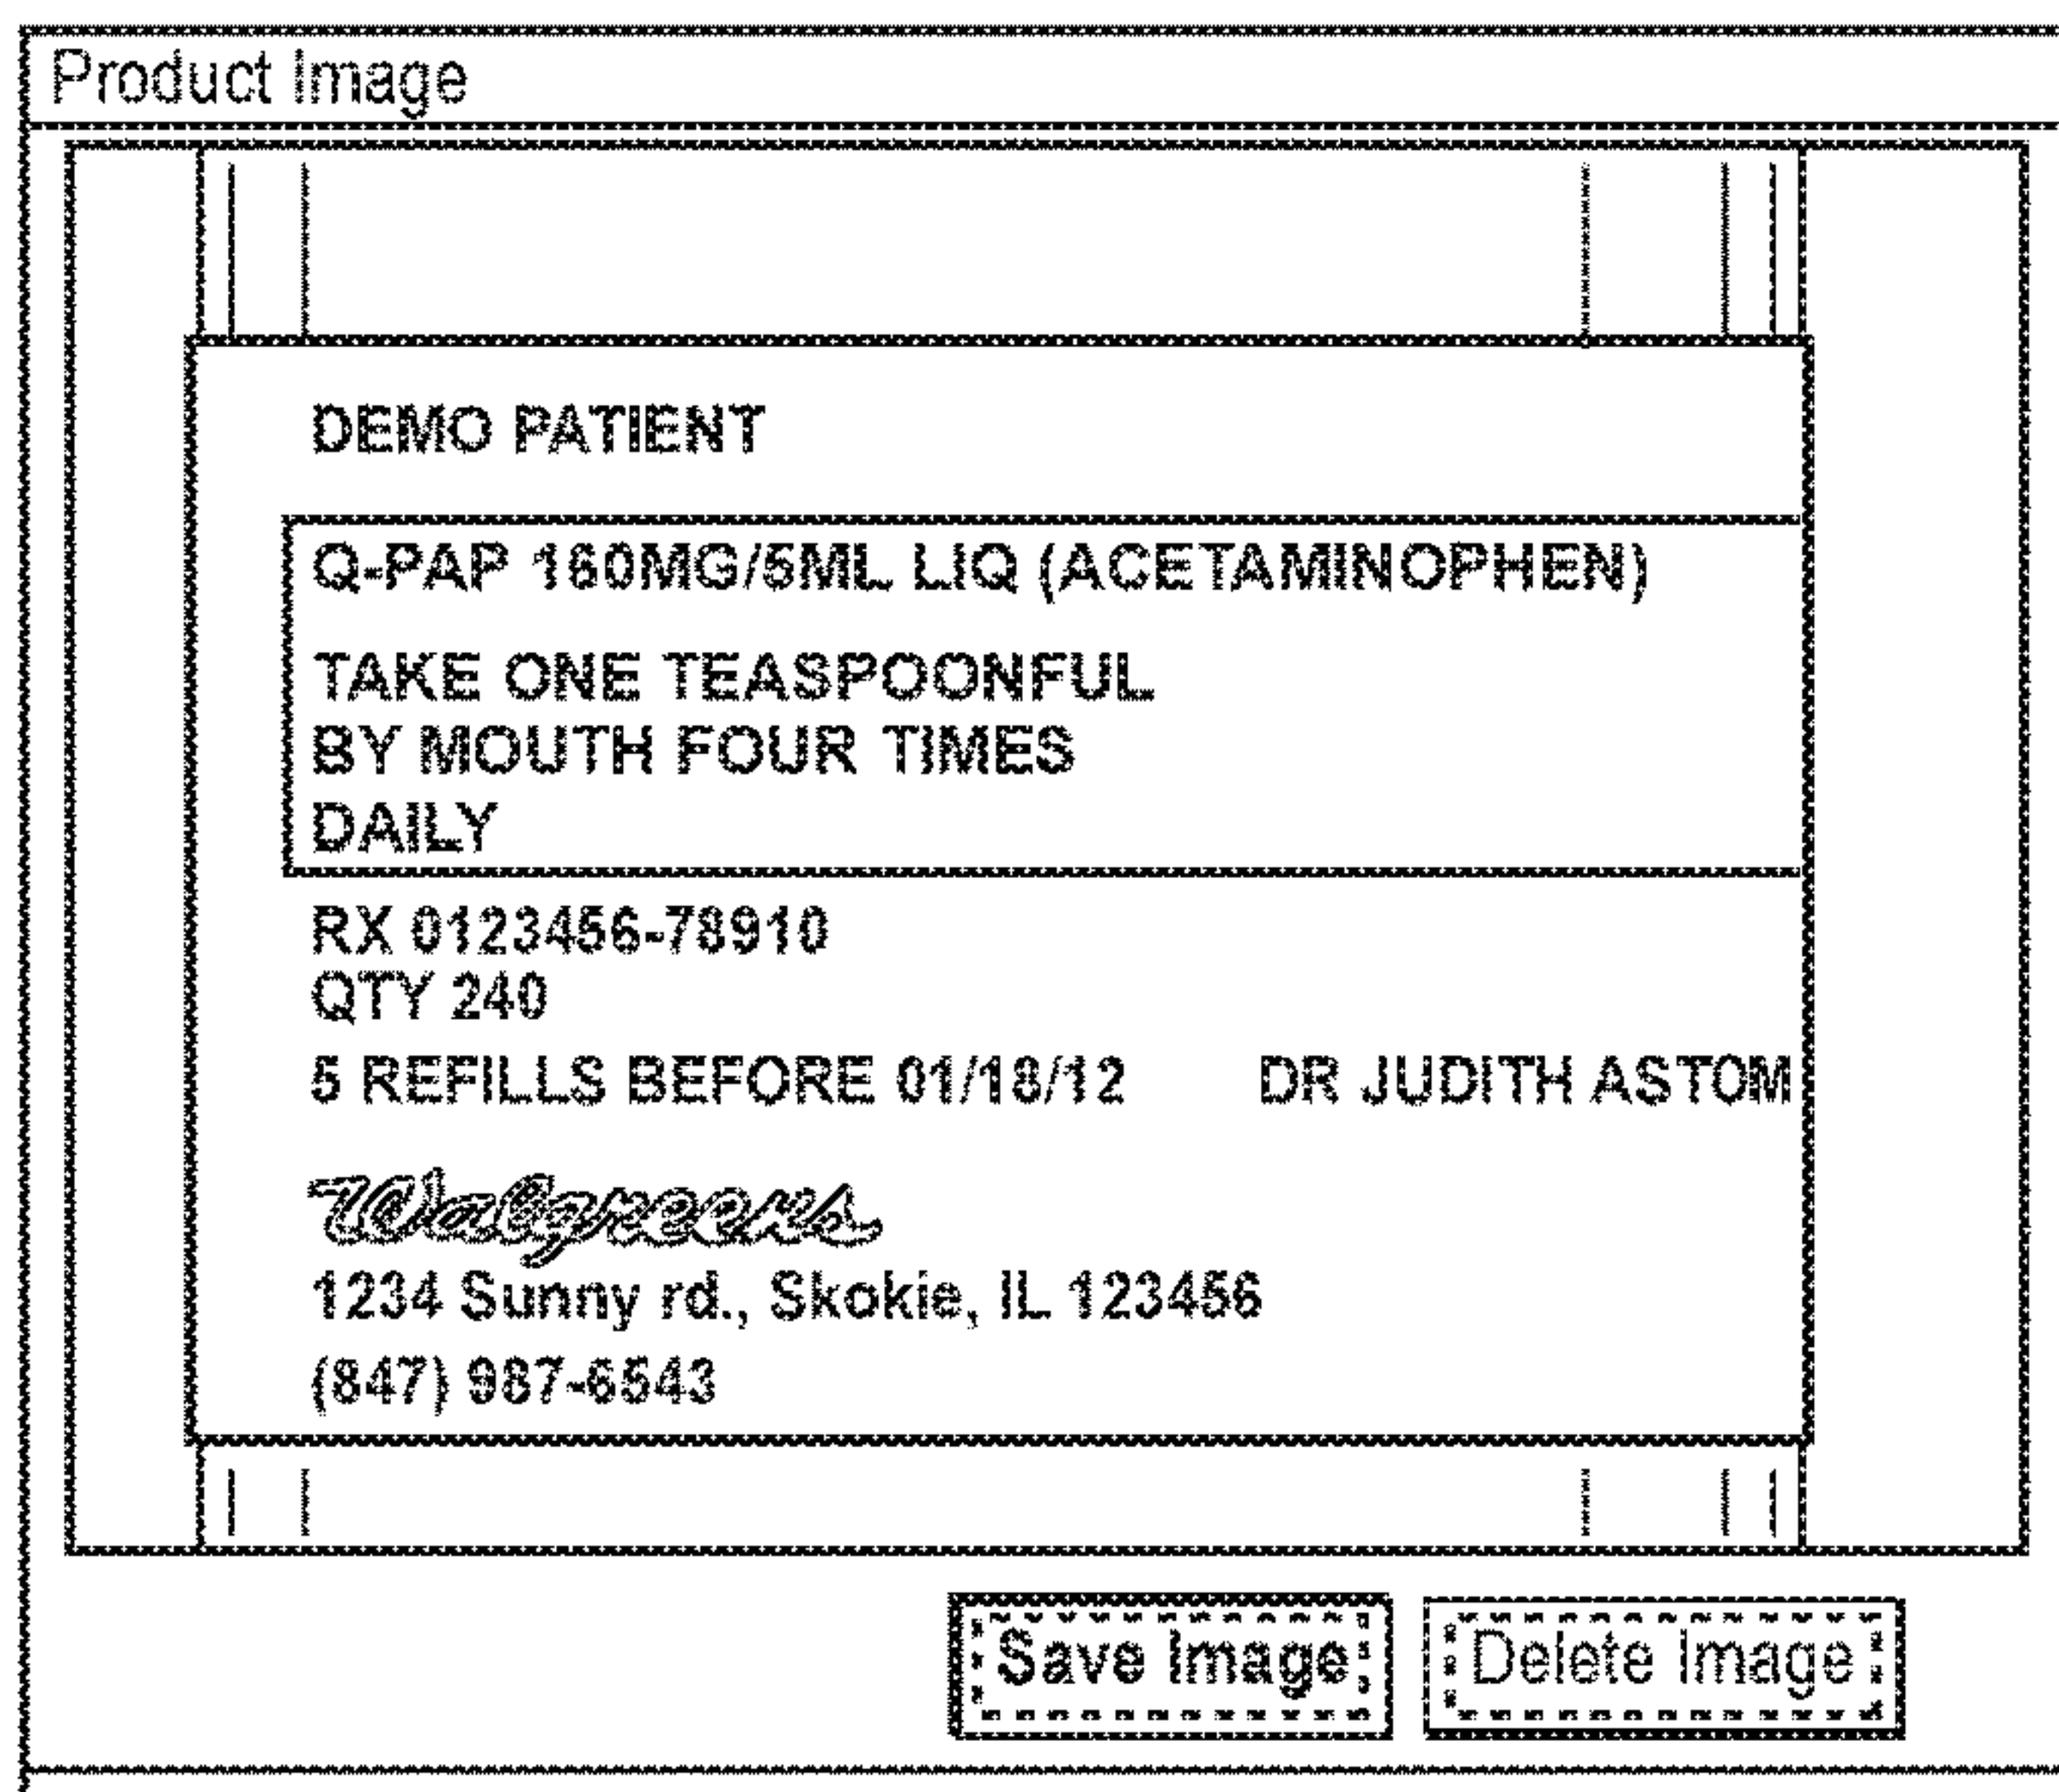 Product Image
DEMO PATIENT
Q-PAP 160MG/5ML LIQ (ACETAMINOPHEN)
TAKE ONE TEASPOONFUL
BY MOUTH FOUR TIMES
DAILY
RX 0123456-78910
QTY 240
5 REFILLS BEFORE 01/18/12 DR JUDITH ASTOM
Walgreens
1234 Sunny rd., Skokie, IL 123456
(847) 987-6543
Save Image Delete Image